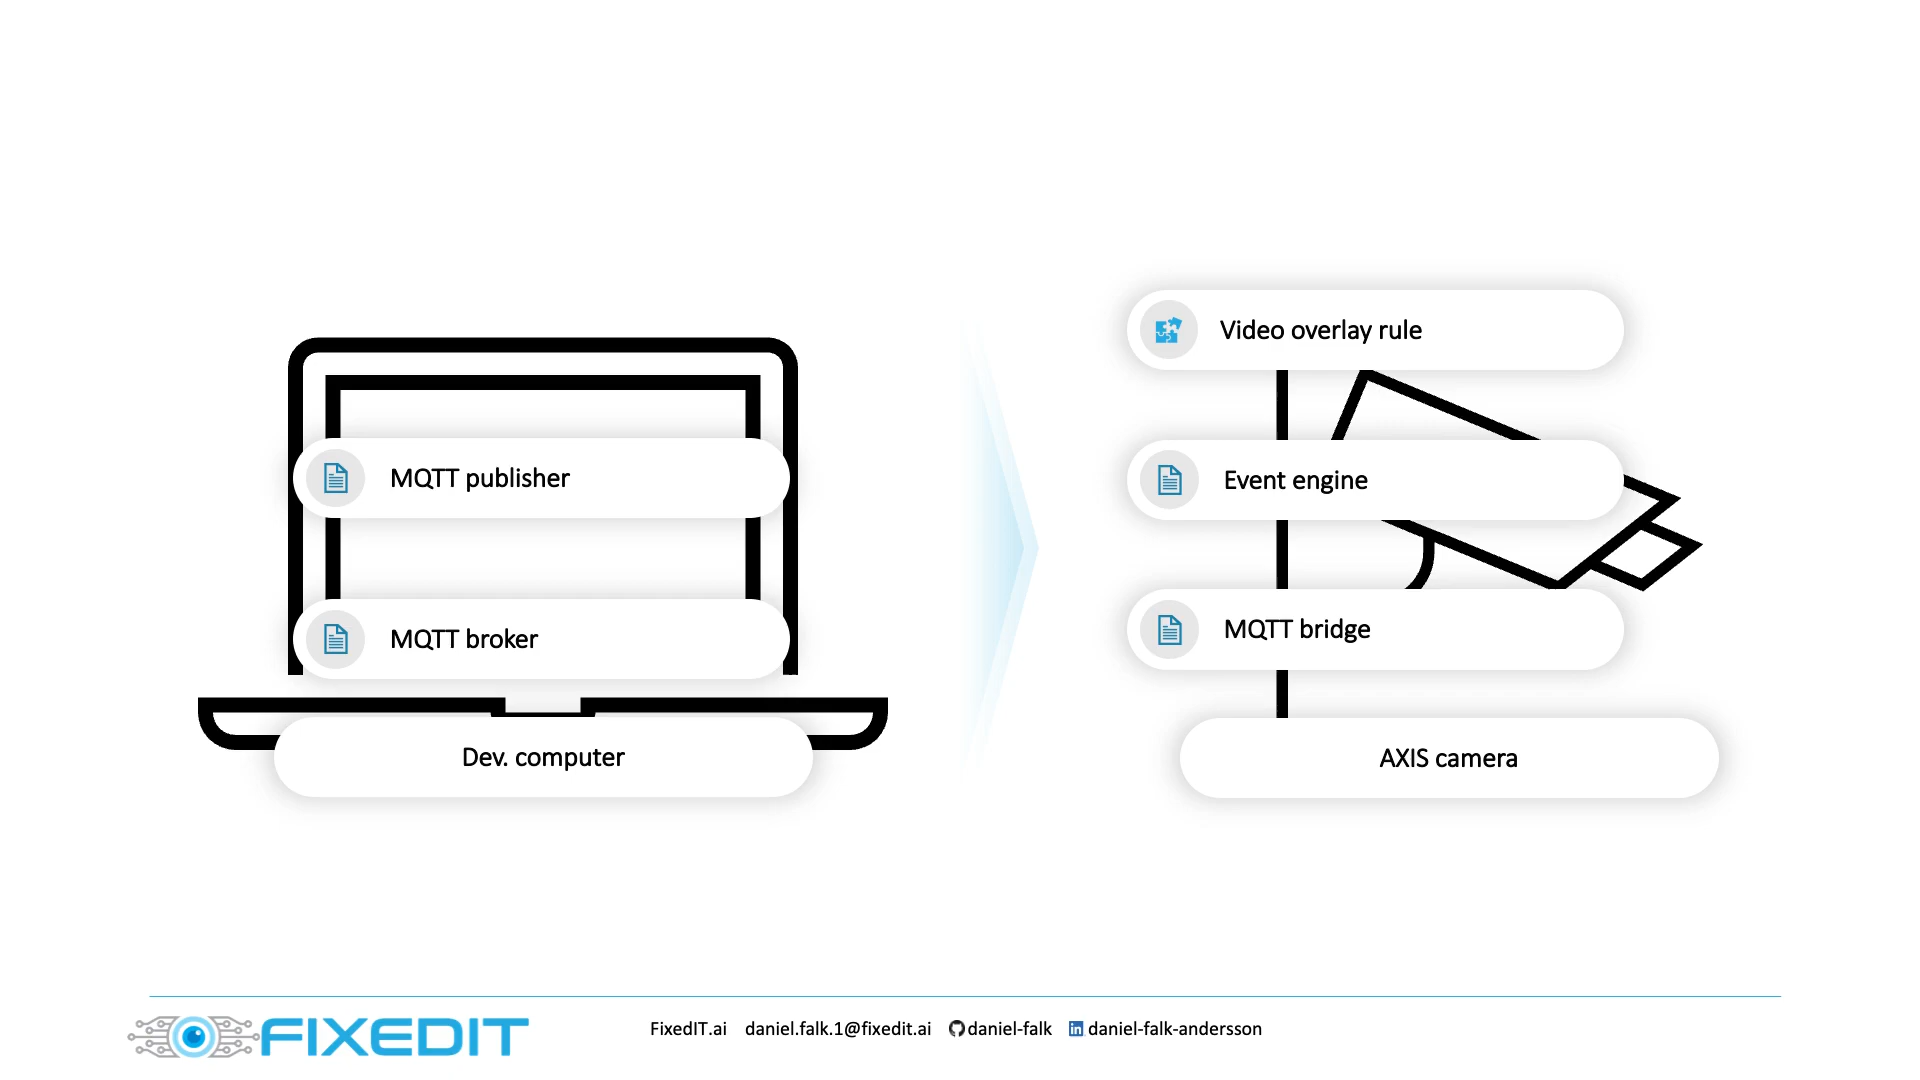 MQTT publisher
MQTT broker
Dev. computer
Video overlay rule
Event engine
MQTT bridge
AXIS camera
FIXEDIT
FixedIT.ai daniel.falk.1@fixedit.ai daniel-falk in daniel-falk-andersson